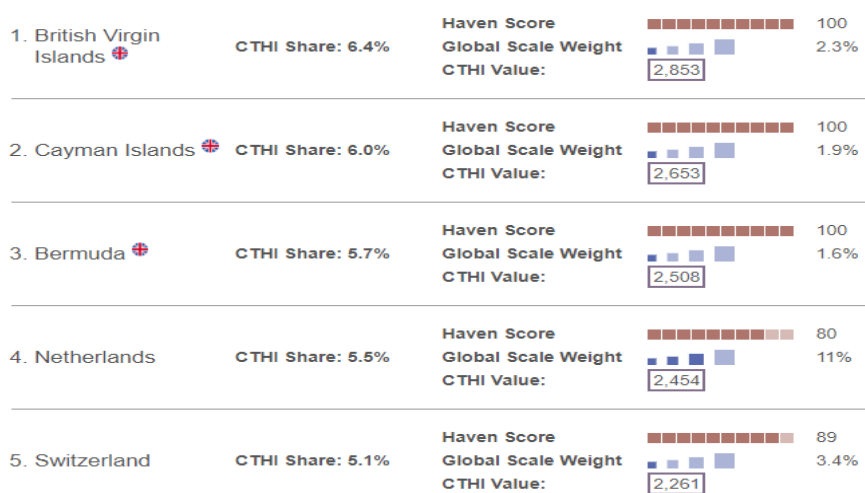 1. British Virgin Islands
CTHI Share: 6.4%
Haven Score 100
Global Scale Weight 2.3%
CTHI Value: 2,853
2. Cayman Islands
CTHI Share: 6.0%
Haven Score 100
Global Scale Weight 1.9%
CTHI Value: 2,653
3. Bermuda
CTHI Share: 5.7%
Haven Score 100
Global Scale Weight 1.6%
CTHI Value: 2,508
4. Netherlands
CTHI Share: 5.5%
Haven Score 80
Global Scale Weight 11%
CTHI Value: 2,454
5. Switzerland
CTHI Share: 5.1%
Haven Score 89
Global Scale Weight 3.4%
CTHI Value: 2,261